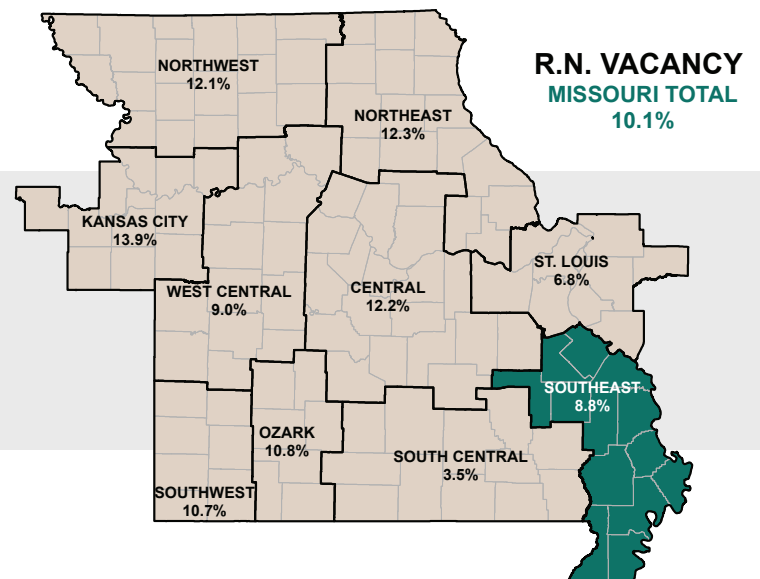 R.N. VACANCY
MISSOURI TOTAL
10.1%
NORTHWEST
12.1%
NORTHEAST
12.3%
KANSAS CITY
13.9%
ST. LOUIS
6.8%
WEST CENTRAL
9.0%
CENTRAL
12.2%
SOUTHEAST
8.8%
OZARK
10.8%
SOUTH CENTRAL
3.5%
SOUTHWEST
10.7%